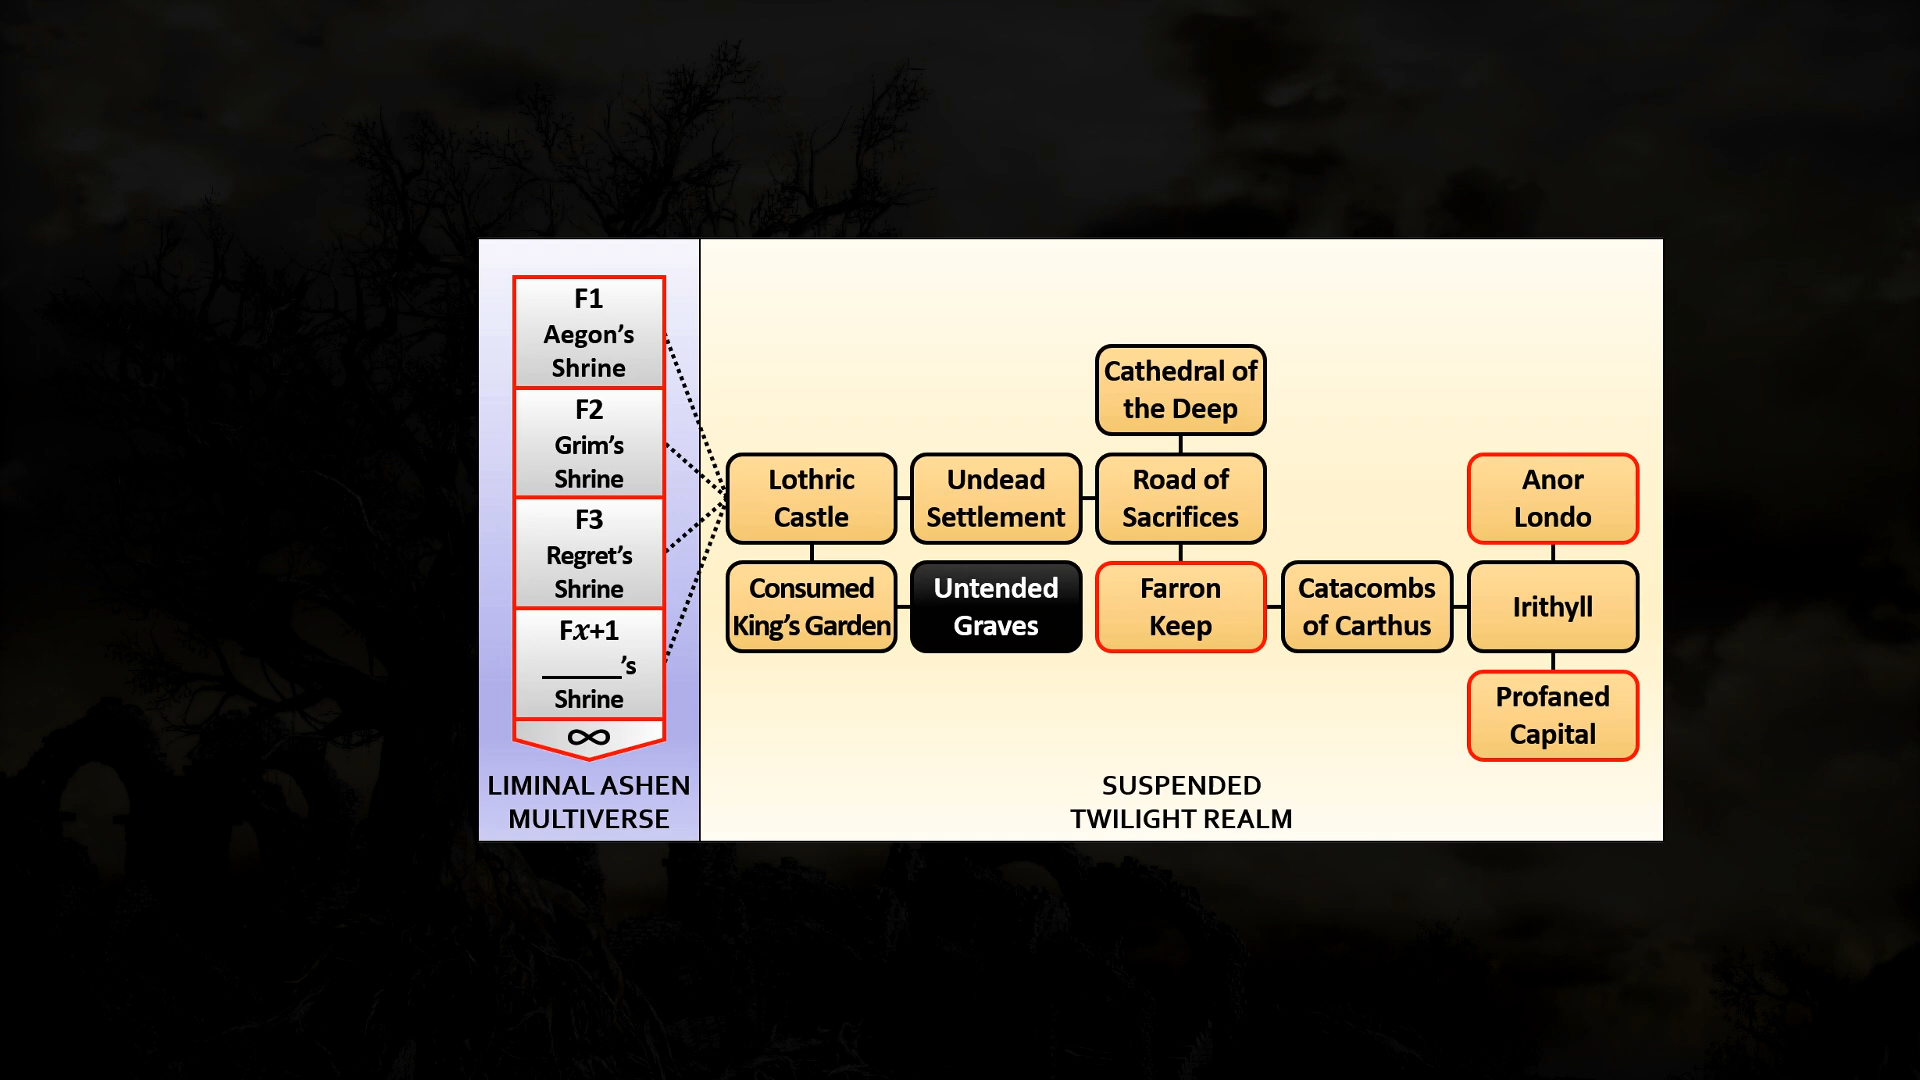 F1
Aegon's
Shrine
F2
Grim's
Shrine
F3
Regret's
Shrine
Fx+1
______'s
Shrine
∞
LIMINAL ASHEN
MULTIVERSE
Cathedral of
the Deep
Lothric
Castle
Undead
Settlement
Road of
Sacrifices
Anor
Londo
Consumed
King's Garden
Untended
Graves
Farron
Keep
Catacombs
of Carthus
Irithyll
Profaned
Capital
SUSPENDED
TWILIGHT REALM